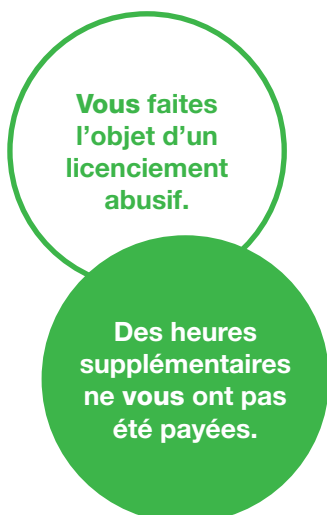 Vous faites
l’objet d’un
licenciement
abusif.
Des heures
supplémentaires
ne vous ont pas
été payées.